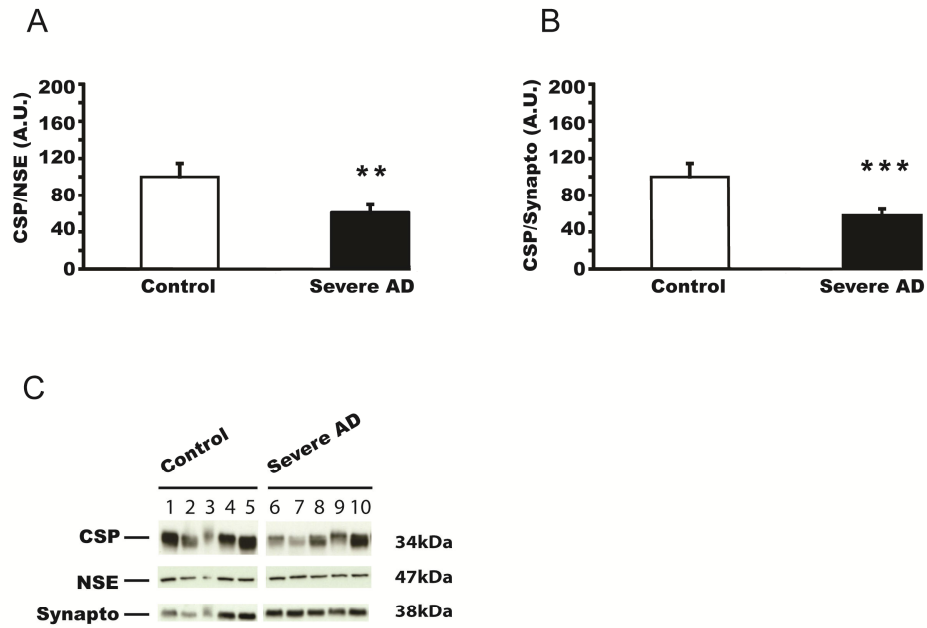 A
B
CSP/NSE (A.U.)
200
160
120
80
40
0
**
Control
Severe AD
CSP/Synapto (A.U.)
200
160
120
80
40
0
***
Control
Severe AD
C
Control
Severe AD
1 2 3 4 5 6 7 8 9 10
CSP
34kDa
NSE
47kDa
Synapto
38kDa